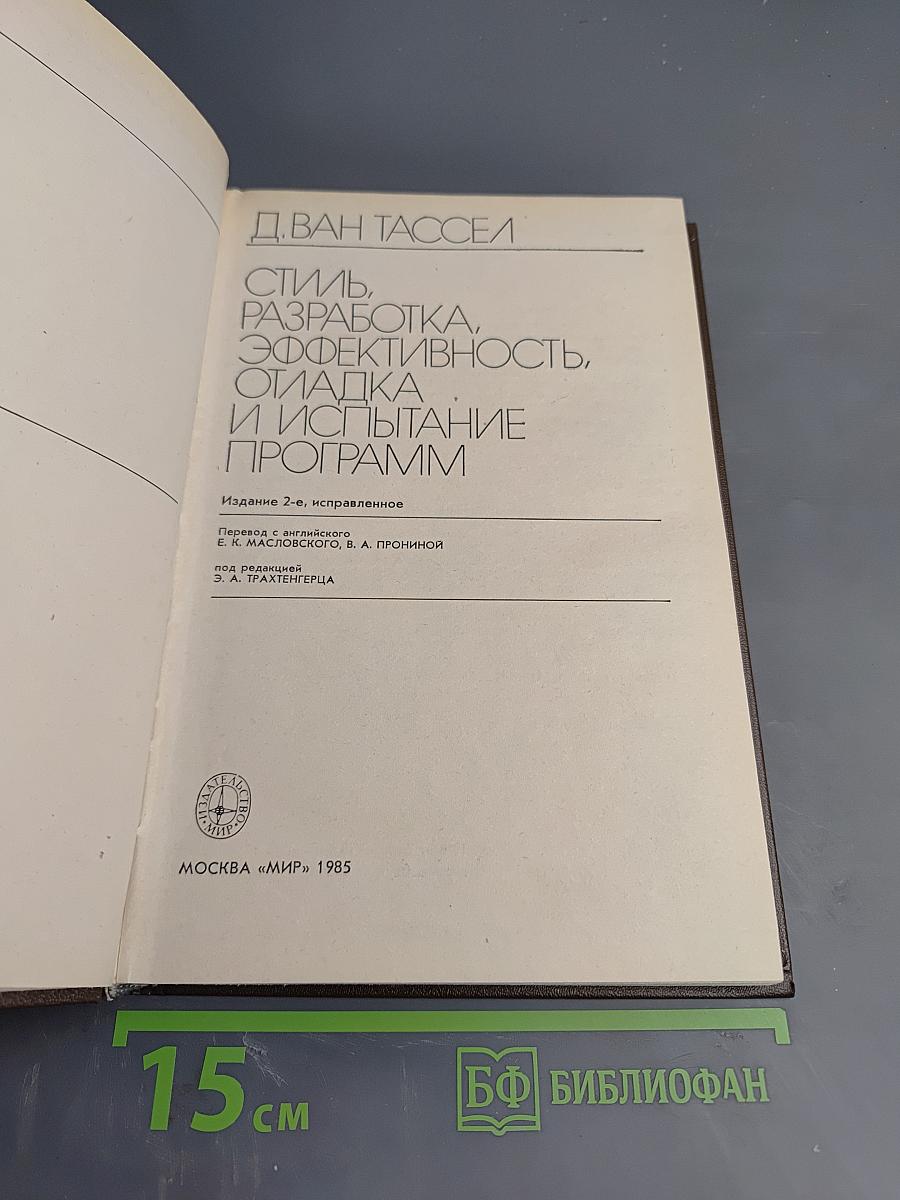 Д. ВАН ТАССЕЛ
СТИЛЬ,
РАЗРАБОТКА,
ЭФФЕКТИВНОСТЬ,
ОТЛАДКА
И ИСПЫТАНИЕ
ПРОГРАММ
Издание 2-е, исправленное
Перевод с английского
Е. К. МАСЛОВСКОГО, В. А. ПРОНИНОЙ
под редакцией
Э. А. ТРАХТЕНГЕРЦА
ИЗДАТЕЛЬСТВО
• МИР •
МОСКВА «МИР» 1985
15 см
БФ БИБЛИОФАН